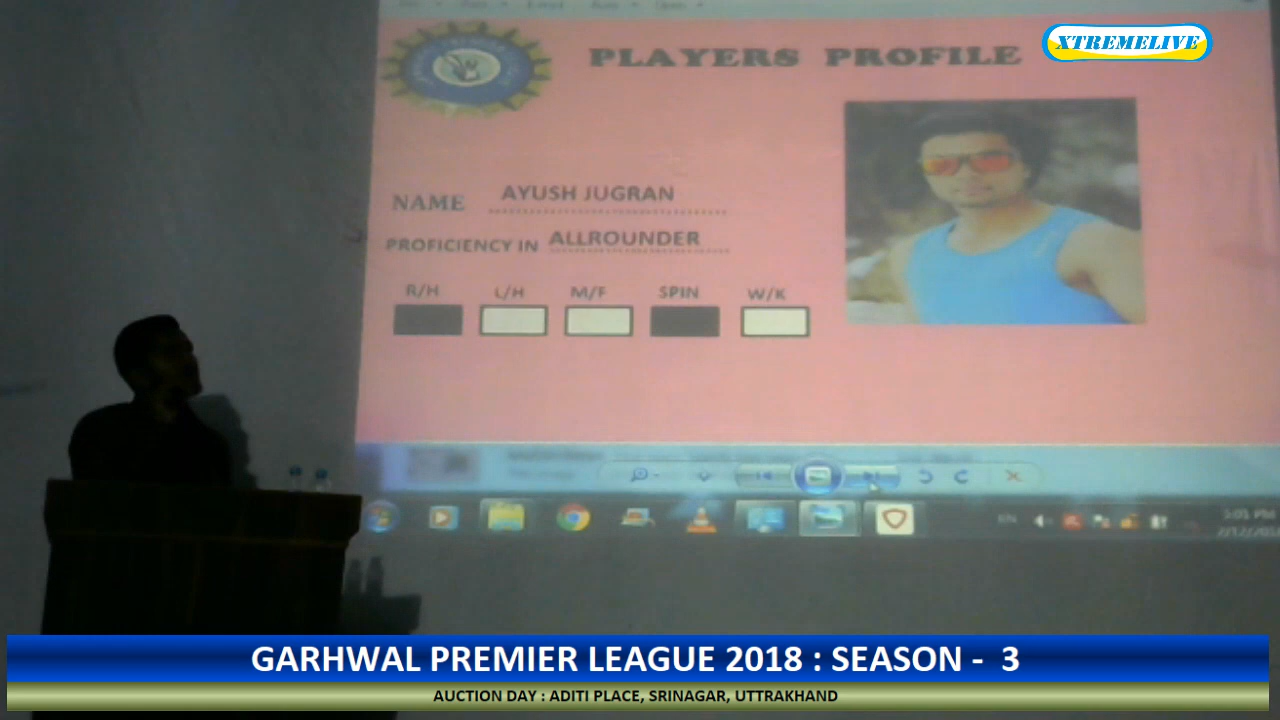 XTREMELIVE
PLAYERS PROFILE
NAME AYUSH JUGRAN
PROFICIENCY IN ALLROUNDER
R/H L/H M/F SPIN W/K
EN
GARHWAL PREMIER LEAGUE 2018 : SEASON - 3
AUCTION DAY : ADITI PLACE, SRINAGAR, UTTRAKHAND